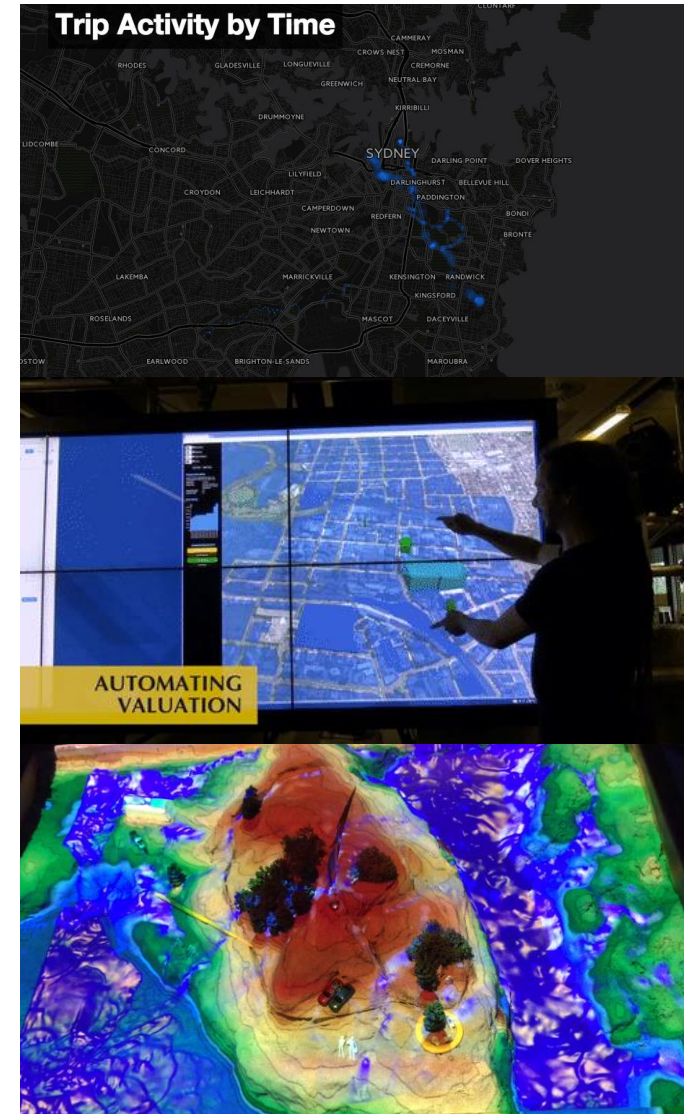 CLONTARF
Trip Activity by Time
CAMMERAY
CROWS NEST
MOSMAN
RHODES
GLADESVILLE
LONGUEVILLE
CREMORNE
GREENWICH
NEUTRAL BAY
KIRRIBILLI
DRUMMOYNE
LIDCOMBE
CONCORD
SYDNEY
DARLING POINT
DOVER HEIGHTS
LILYFIELD
DARLINGHURST
BELLEVUE HILL
CROYDON
LEICHHARDT
PADDINGTON
CAMPERDOWN
REDFERN
BONDI
NEWTOWN
BRONTE
LAKEMBA
MARRICKVILLE
KENSINGTON
RANDWICK
KINGSFORD
ROSELANDS
MASCOT
DACEYVILLE
OSTOW
EARLWOOD
BRIGHTON-LE-SANDS
MAROUBRA
AUTOMATING
VALUATION